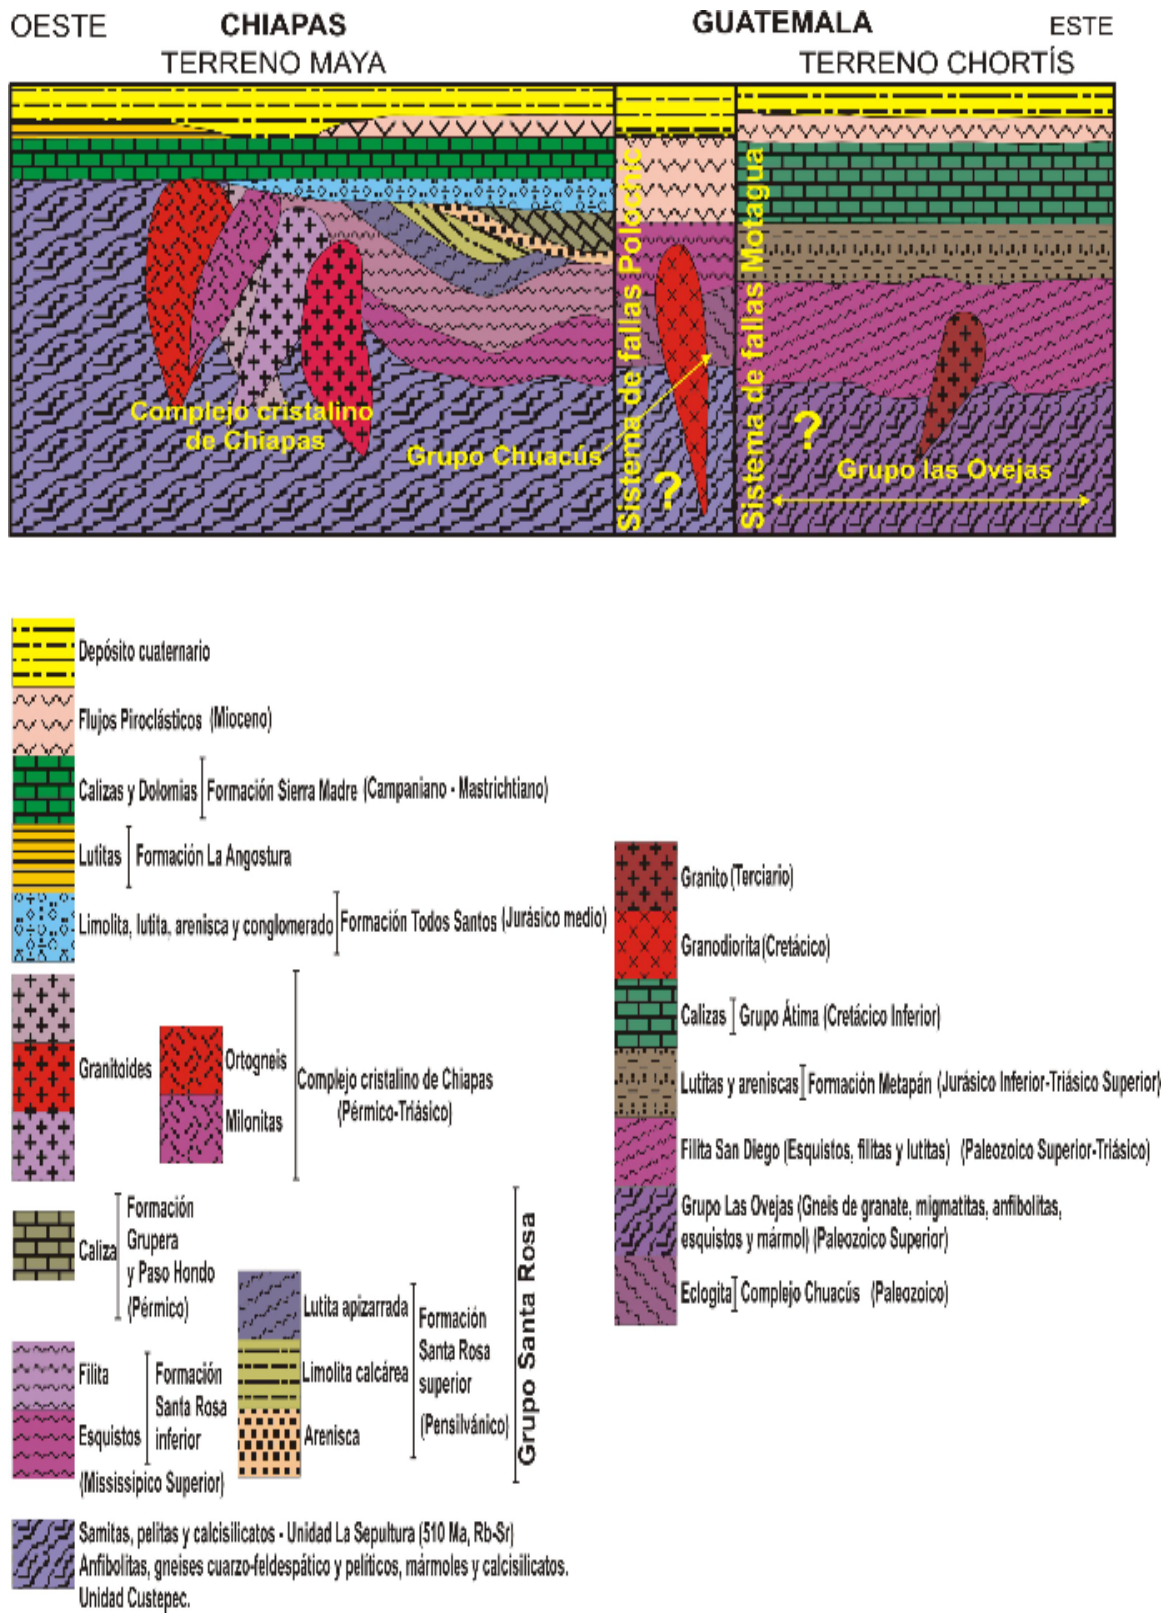 OESTE
CHIAPAS
GUATEMALA
ESTE
TERRENO MAYA
TERRENO CHORTÍS
Sistema de fallas Polochic
Sistema de fallas Motagua
Complejo cristalino
de Chiapas
Grupo Chuacús
?
?
Grupo las Ovejas
Depósito cuaternario
Flujos Piroclásticos (Mioceno)
Calizas y Dolomias Formación Sierra Madre (Campaniano - Mastrichtiano)
Lutitas Formación La Angostura
Limolita, lutita, arenisca y conglomerado Formación Todos Santos (Jurásico medio)
Granitoides
Ortogneis
Milonitas
Complejo cristalino de Chiapas
(Pérmico-Triásico)
Caliza
Formación
Grupera
y Paso Hondo
(Pérmico)
Filita
Esquistos
Formación
Santa Rosa
inferior
(Mississipico Superior)
Lutita apizarrada
Limolita calcárea
Arenisca
Formación
Santa Rosa
superior
(Pensilvánico)
Grupo Santa Rosa
Samitas, pelitas y calcisilicatos - Unidad La Sepultura (510 Ma, Rb-Sr)
Anfibolitas, gneises cuarzo-feldespático y pelíticos, mármoles y calcisilicatos.
Unidad Custepec.
Granito (Terciario)
Granodiorita (Cretácico)
Calizas Grupo Átima (Cretácico Inferior)
Lutitas y areniscas Formación Metapán (Jurásico Inferior-Triásico Superior)
Filita San Diego (Esquistos, filitas y lutitas) (Paleozoico Superior-Triásico)
Grupo Las Ovejas (Gneis de granate, migmatitas, anfibolitas,
esquistos y mármol) (Paleozoico Superior)
Eclogita Complejo Chuacús (Paleozoico)